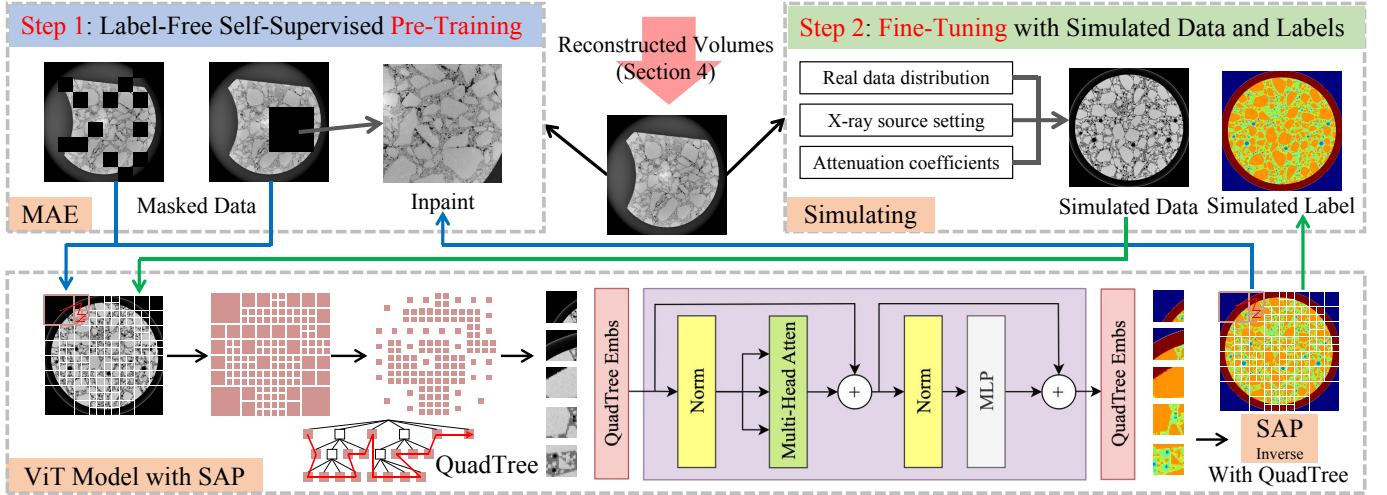 Step 1: Label-Free Self-Supervised Pre-Training
Masked Data
Inpaint
MAE
Reconstructed Volumes
(Section 4)
Step 2: Fine-Tuning with Simulated Data and Labels
Real data distribution
X-ray source setting
Attenuation coefficients
Simulated Data
Simulated Label
Simulating
QuadTree
ViT Model with SAP
QuadTree Embs
Norm
Multi-Head Atten
+
Norm
MLP
+
QuadTree Embs
SAP
Inverse
With QuadTree